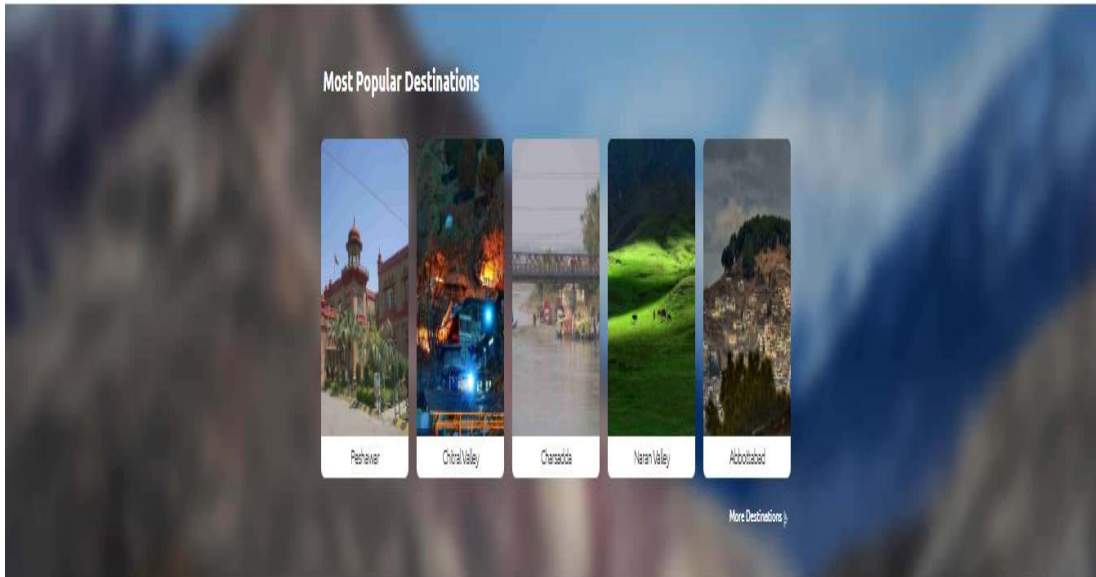 Most Popular Destinations
Peshawar
Chitral Valley
Charsadda
Naran Valley
Abbottabad
More Destinations